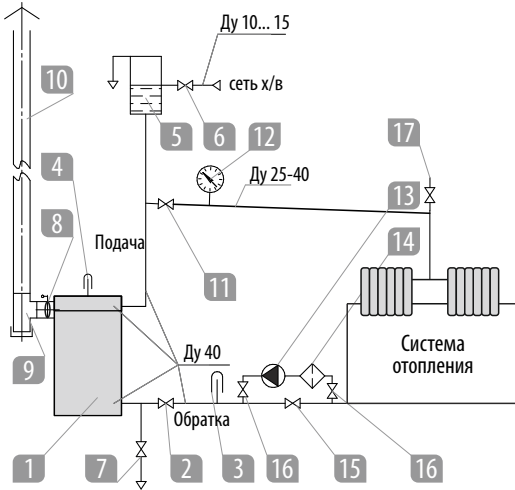 Ду 10... 15
10
сеть х/в
5
6
12
17
4
Ду 25-40
13
8
Подача
11
14
Система
отопления
9
Ду 40
Обратка
1
7
2
3
16
15
16